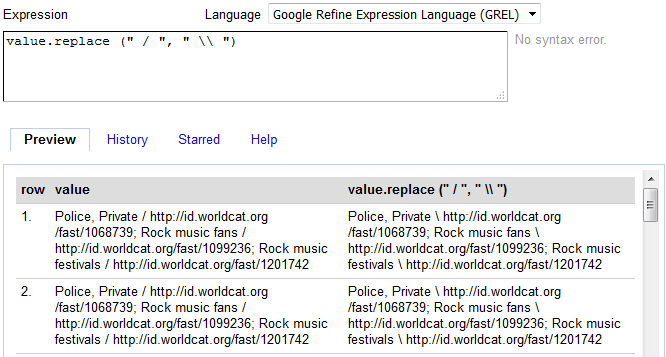 Expression Language Google Refine Expression Language (GREL)
value.replace (" / ", " \\ ")
No syntax error.
Preview History Starred Help
row value value.replace (" / ", " \\ ")
1. Police, Private / http://id.worldcat.org Police, Private \ http://id.worldcat.org
/fast/1068739; Rock music fans / /fast/1068739; Rock music fans \
http://id.worldcat.org/fast/1099236; Rock music http://id.worldcat.org/fast/1099236; Rock music
festivals / http://id.worldcat.org/fast/1201742 festivals \ http://id.worldcat.org/fast/1201742
2. Police, Private / http://id.worldcat.org Police, Private \ http://id.worldcat.org
/fast/1068739; Rock music fans / /fast/1068739; Rock music fans \
http://id.worldcat.org/fast/1099236; Rock music http://id.worldcat.org/fast/1099236; Rock music
festivals / http://id.worldcat.org/fast/1201742 festivals \ http://id.worldcat.org/fast/1201742